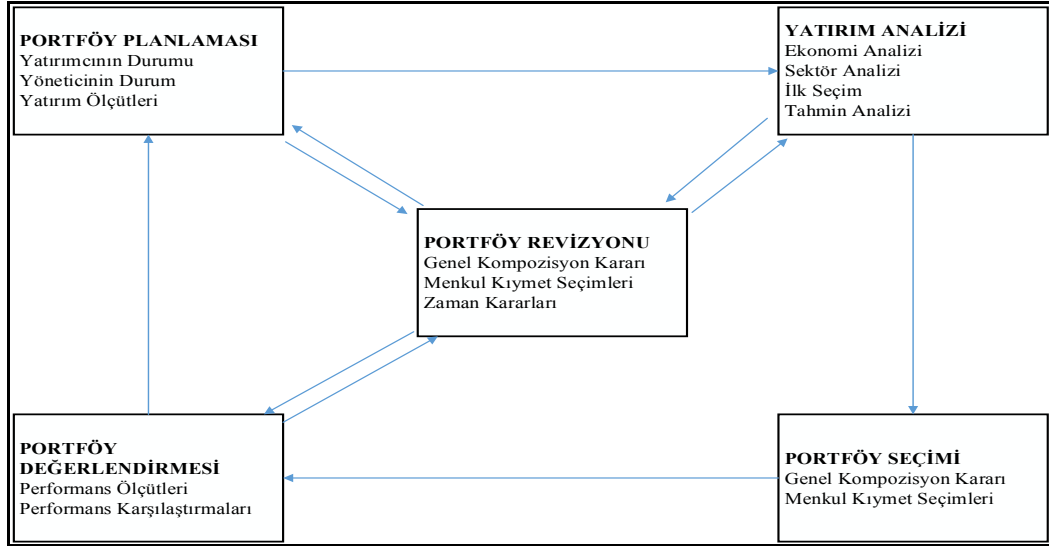 PORTFÖY PLANLAMASI
Yatırımcının Durumu
Yöneticinin Durum
Yatırım Ölçütleri
YATIRIM ANALİZİ
Ekonomi Analizi
Sektör Analizi
İlk Seçim
Tahmin Analizi
PORTFÖY REVİZYONU
Genel Kompozisyon Kararı
Menkul Kıymet Seçimleri
Zaman Kararları
PORTFÖY
DEĞERLENDİRMESİ
Performans Ölçütleri
Performans Karşılaştırmaları
PORTFÖY SEÇİMİ
Genel Kompozisyon Kararı
Menkul Kıymet Seçimleri